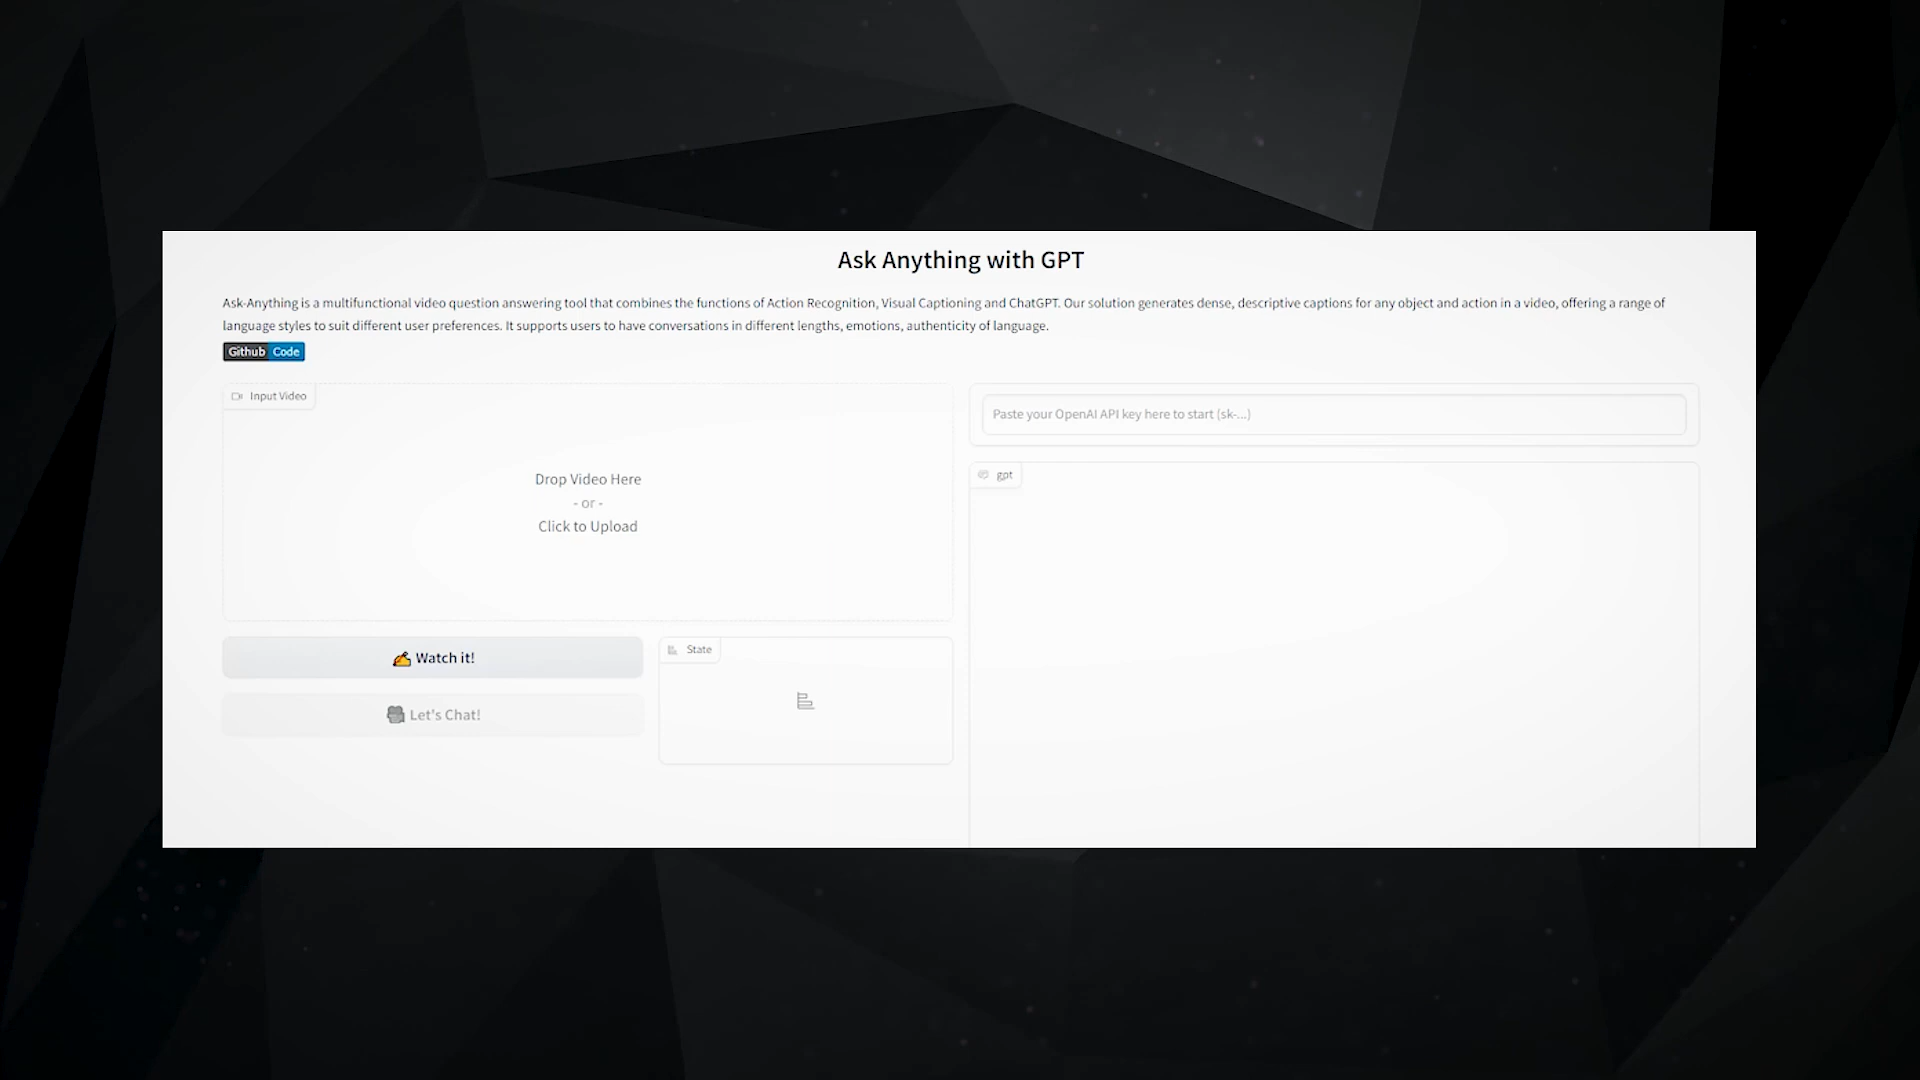 Ask Anything with GPT
Ask-Anything is a multifunctional video question answering tool that combines the functions of Action Recognition, Visual Captioning and ChatGPT. Our solution generates dense, descriptive captions for any object and action in a video, offering a range of
language styles to suit different user preferences. It supports users to have conversations in different lengths, emotions, authenticity of language.
Github Code
Input Video
Drop Video Here
- or -
Click to Upload
✍ Watch it!
🎥 Let's Chat!
State
Paste your OpenAI API key here to start (sk-...)
gpt